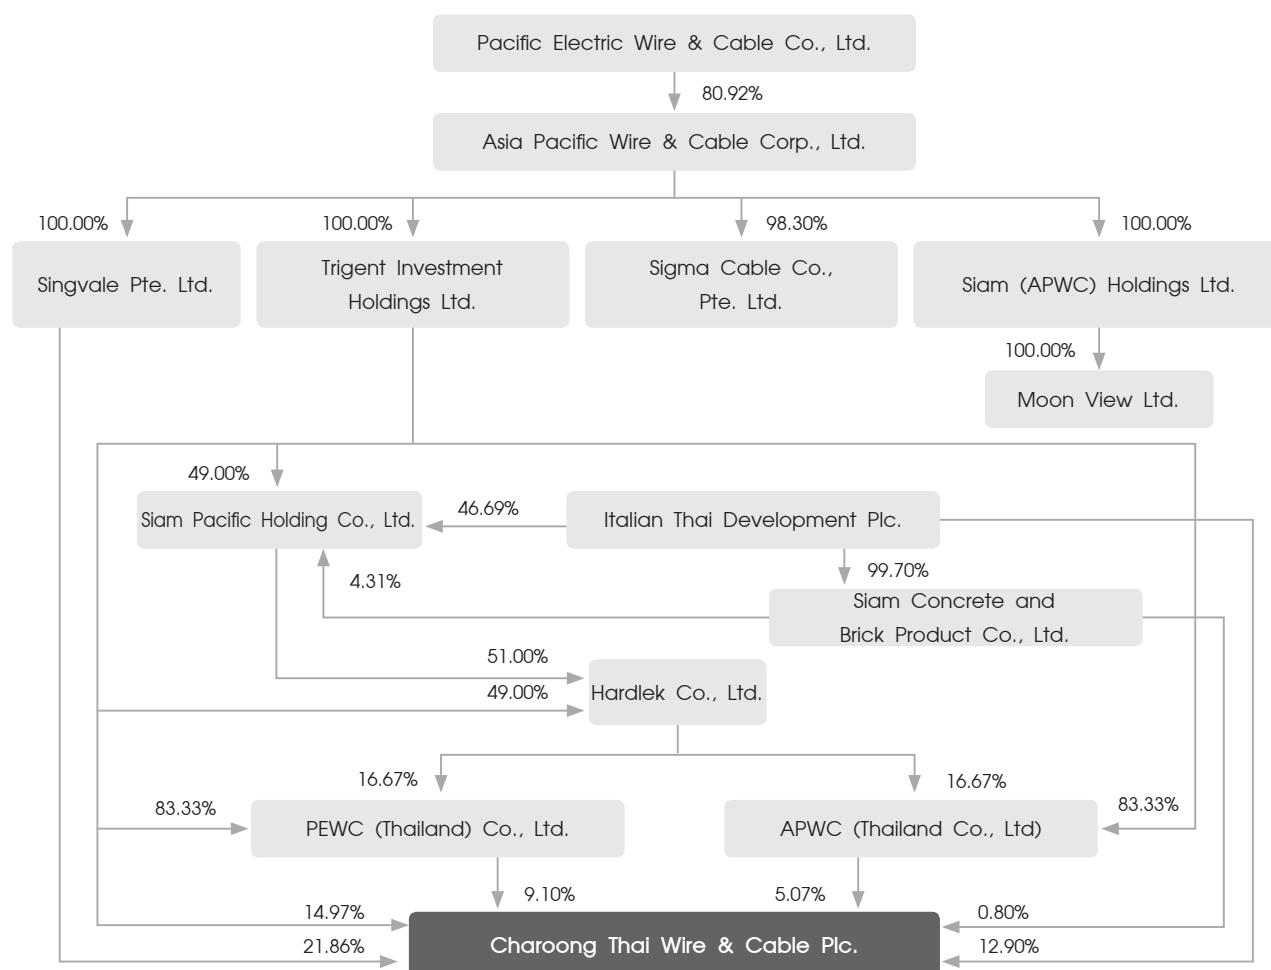 Pacific Electric Wire & Cable Co., Ltd.
80.92%
Asia Pacific Wire & Cable Corp., Ltd.
100.00%
100.00%
98.30%
100.00%
Singvale Pte. Ltd.
Trigent Investment
Holdings Ltd.
Sigma Cable Co.,
Pte. Ltd.
Siam (APWC) Holdings Ltd.
100.00%
Moon View Ltd.
49.00%
Siam Pacific Holding Co., Ltd.
46.69%
Italian Thai Development Plc.
4.31%
99.70%
Siam Concrete and
Brick Product Co., Ltd.
51.00%
49.00%
Hardlek Co., Ltd.
16.67%
16.67%
83.33%
PEWC (Thailand) Co., Ltd.
APWC (Thailand Co., Ltd)
83.33%
9.10%
5.07%
14.97%
0.80%
21.86%
Charoong Thai Wire & Cable Plc.
12.90%